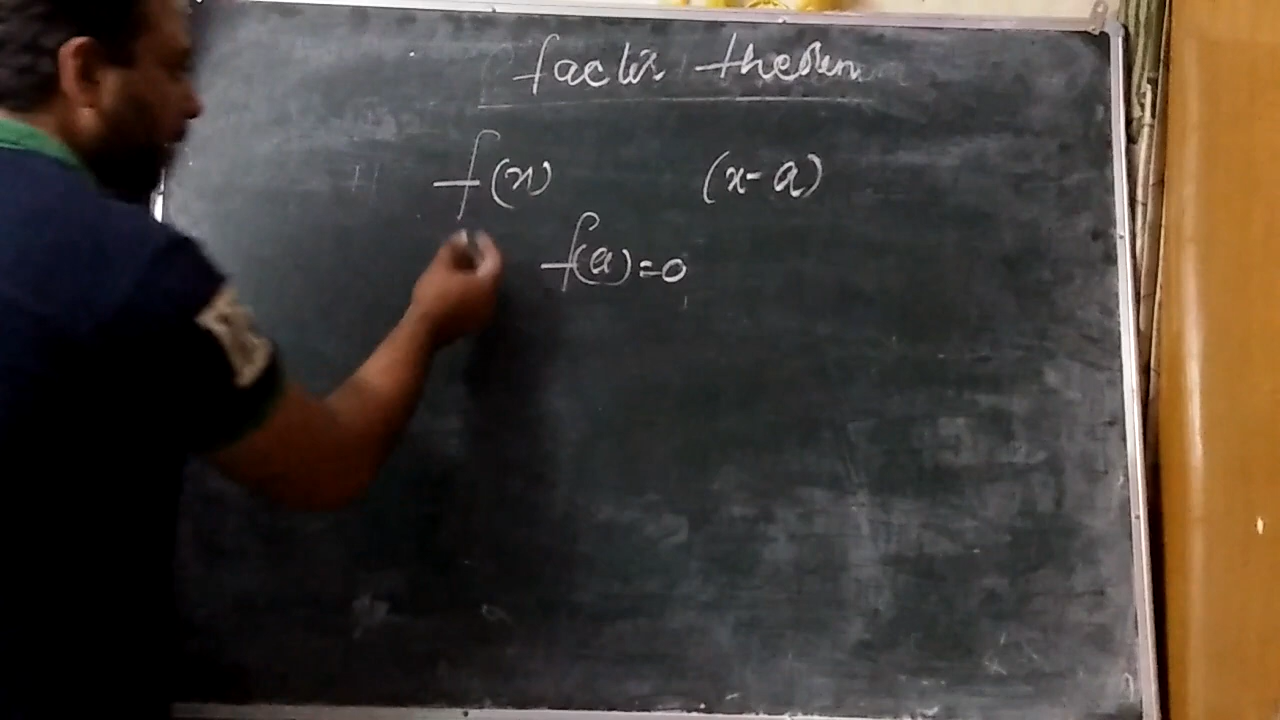 factor theorem
f(x) (x-a)
f(a)=0